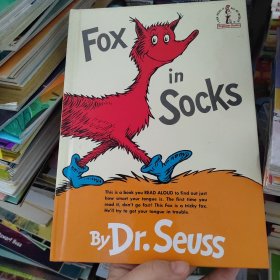 Fox
in
Socks
This is a book you READ ALOUD to find out just
how smart your tongue is. The first time you
read it, don't go fast! This Fox is a tricky fox.
He'll try to get your tongue in trouble.
By Dr. Seuss